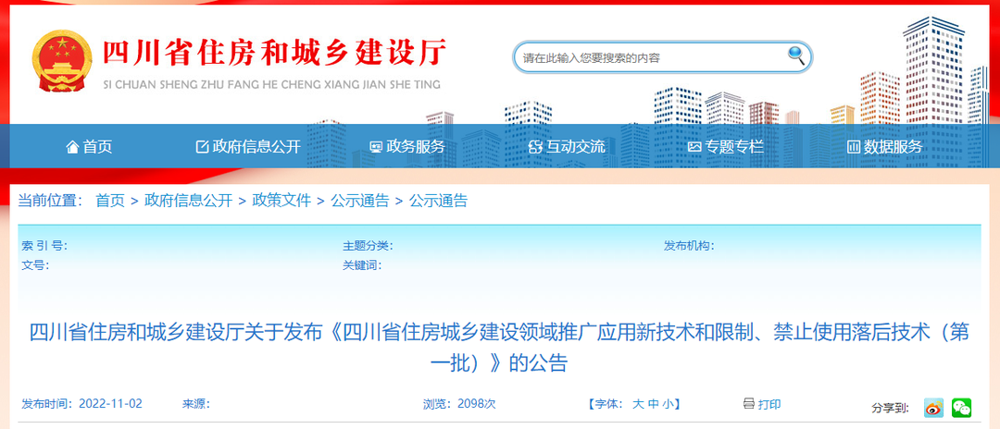 四川省住房和城乡建设厅
SI CHUAN SHENG ZHU FANG HE CHENG XIANG JIAN SHE TING
请在此输入您要搜索的内容
首页 政府信息公开 政务服务 互动交流 专题专栏 数据服务
当前位置： 首页 > 政府信息公开 > 政策文件 > 公示通告 > 公示通告
索 引 号： 主题分类： 发布机构：
文号： 关键词：
四川省住房和城乡建设厅关于发布《四川省住房城乡建设领域推广应用新技术和限制、禁止使用落后技术（第
一批）》的公告
发布时间：2022-11-02 来源： 浏览：2098次 【字体： 大 中 小】 打印 分享到: